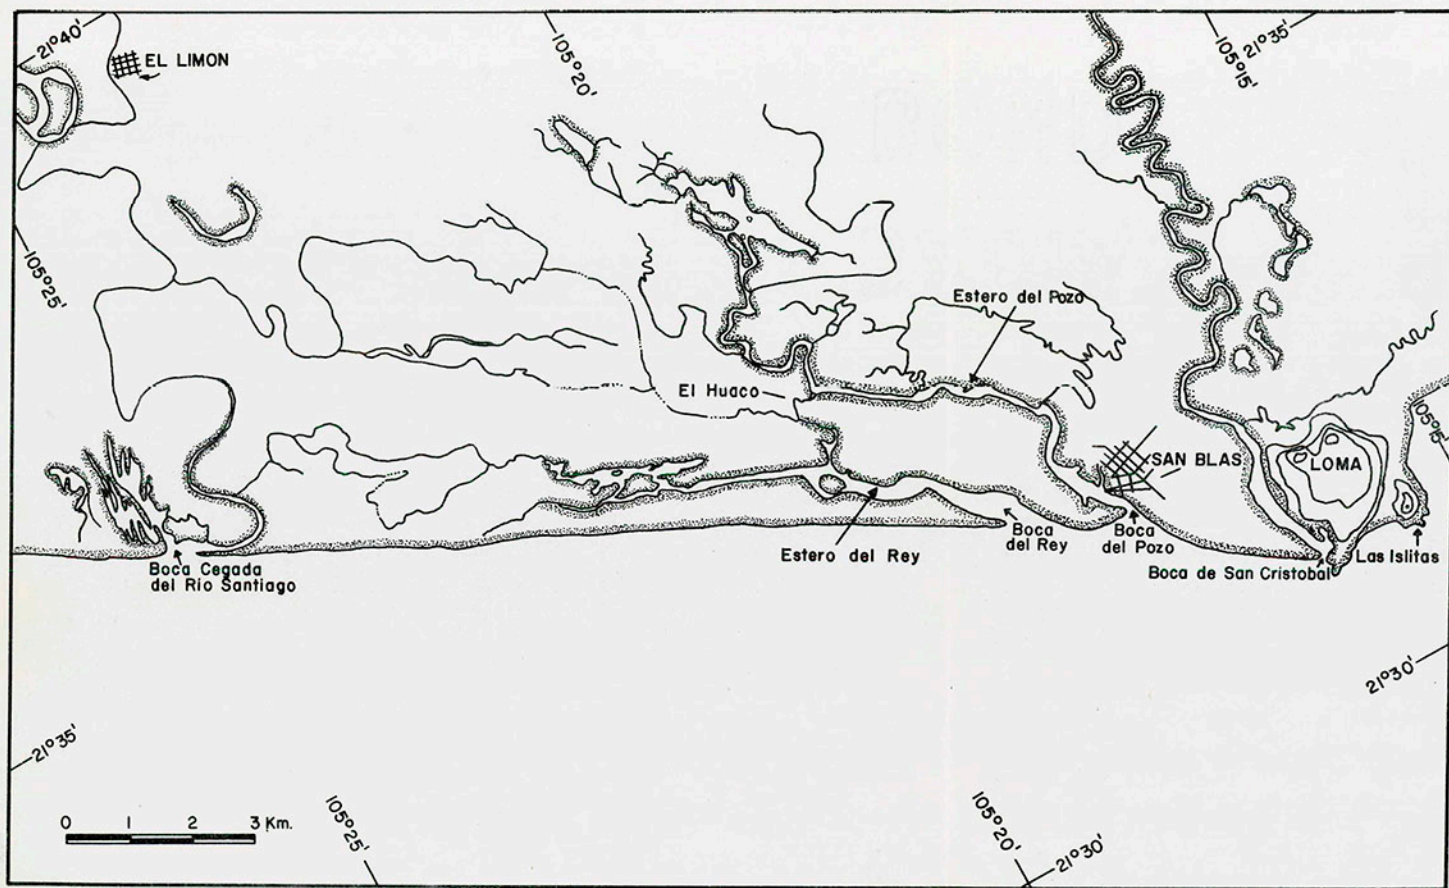 21°40'
EL LIMON
105°20'
105°15'
21°35'
105°25'
Estero del Pozo
El Huaco
105°15'
SAN BLAS
LOMA
Boca
del Rey
Boca
del Pozo
Estero del Rey
Las Islitas
Boca Cegada
del Rio Santiago
Boca de San Cristobal
21°30'
21°35'
105°25'
105°20'
21°30'
0 1 2 3 Km.